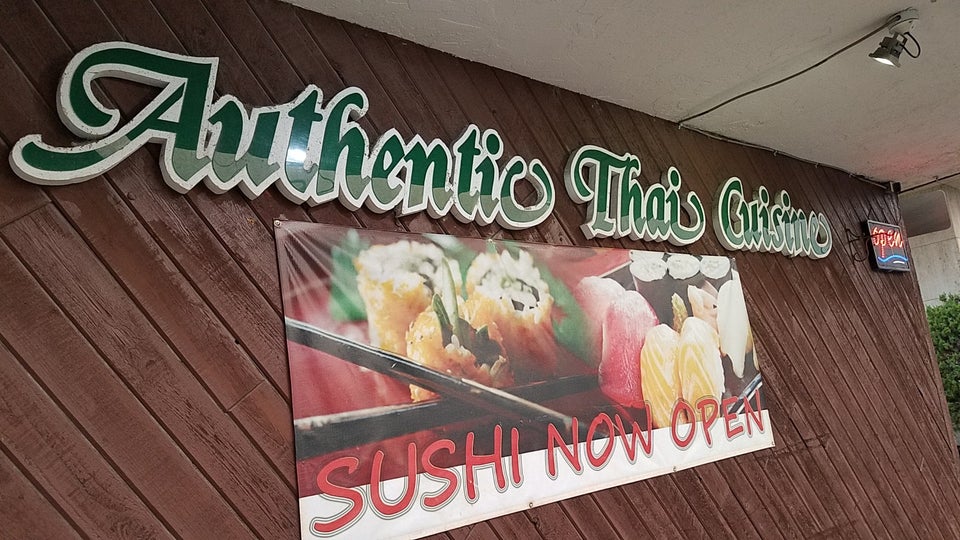 Authentic Thai Cuisine
open
SUSHI NOW OPEN